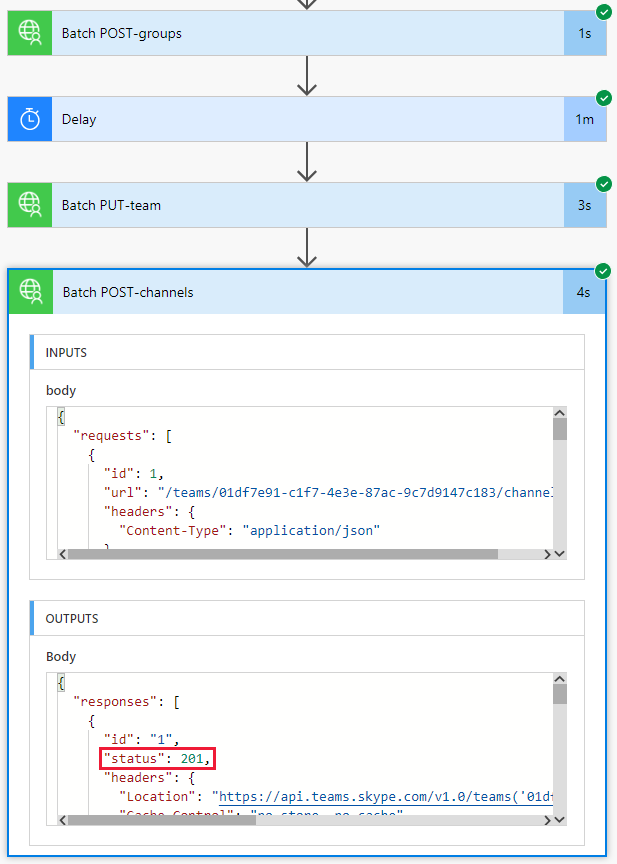 Batch POST-groups
1s
Delay
1m
Batch PUT-team
3s
Batch POST-channels
4s
INPUTS
body
{
"requests": [
{
"id": 1,
"url": "/teams/01df7e91-c1f7-4e3e-87ac-9c7d9147c183/channel
"headers": {
"Content-Type": "application/json"
}
OUTPUTS
Body
{
"responses": [
{
"id": "1",
"status": 201,
"headers": {
"Location": "https://api.teams.skype.com/v1.0/teams('01df
"Cache-Control": "no-store, no-cache"